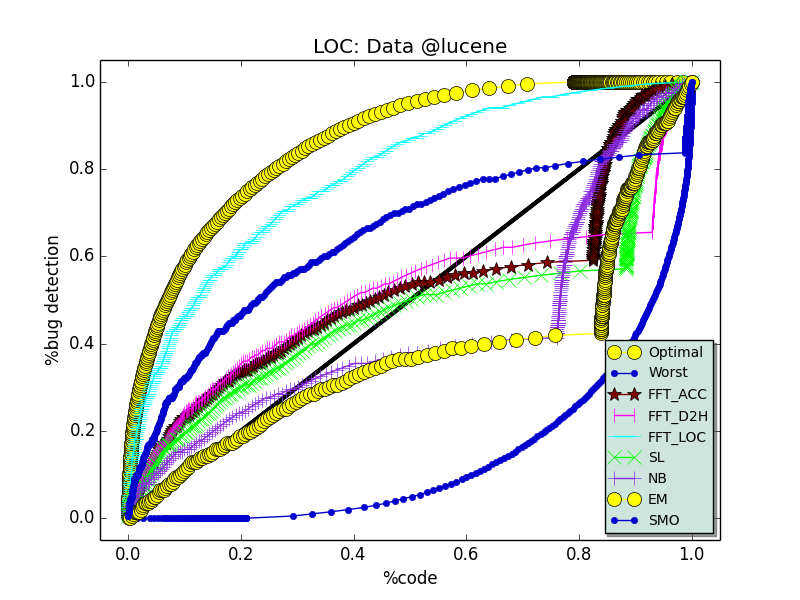 LOC: Data @lucene
%bug detection
1.0
0.8
0.6
0.4
0.2
0.0
0.0 0.2 0.4 0.6 0.8 1.0
%code
Optimal
Worst
FFT_ACC
FFT_D2H
FFT_LOC
SL
NB
EM
SMO